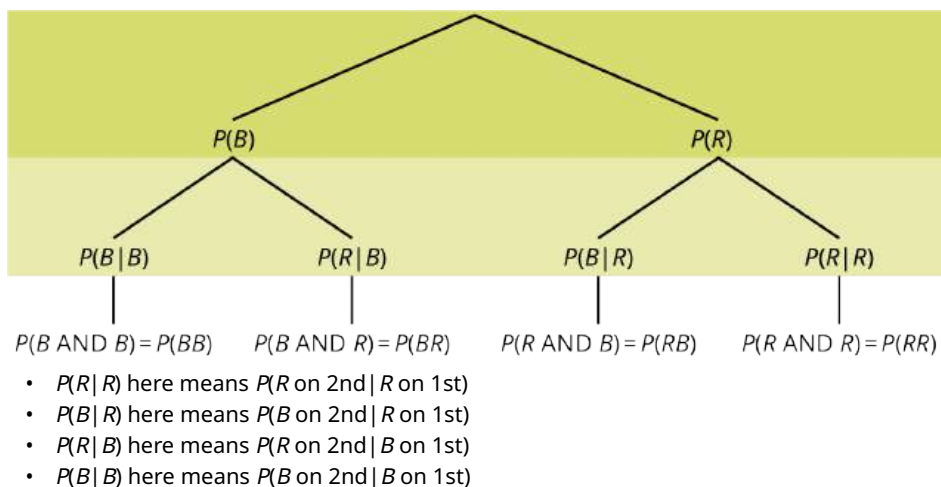 P(B) P(R)
P(B|B) P(R|B) P(B|R) P(R|R)
P(B AND B) = P(BB) P(B AND R) = P(BR) P(R AND B) = P(RB) P(R AND R) = P(RR)
• P(R|R) here means P(R on 2nd|R on 1st)
• P(B|R) here means P(B on 2nd|R on 1st)
• P(R|B) here means P(R on 2nd|B on 1st)
• P(B|B) here means P(B on 2nd|B on 1st)